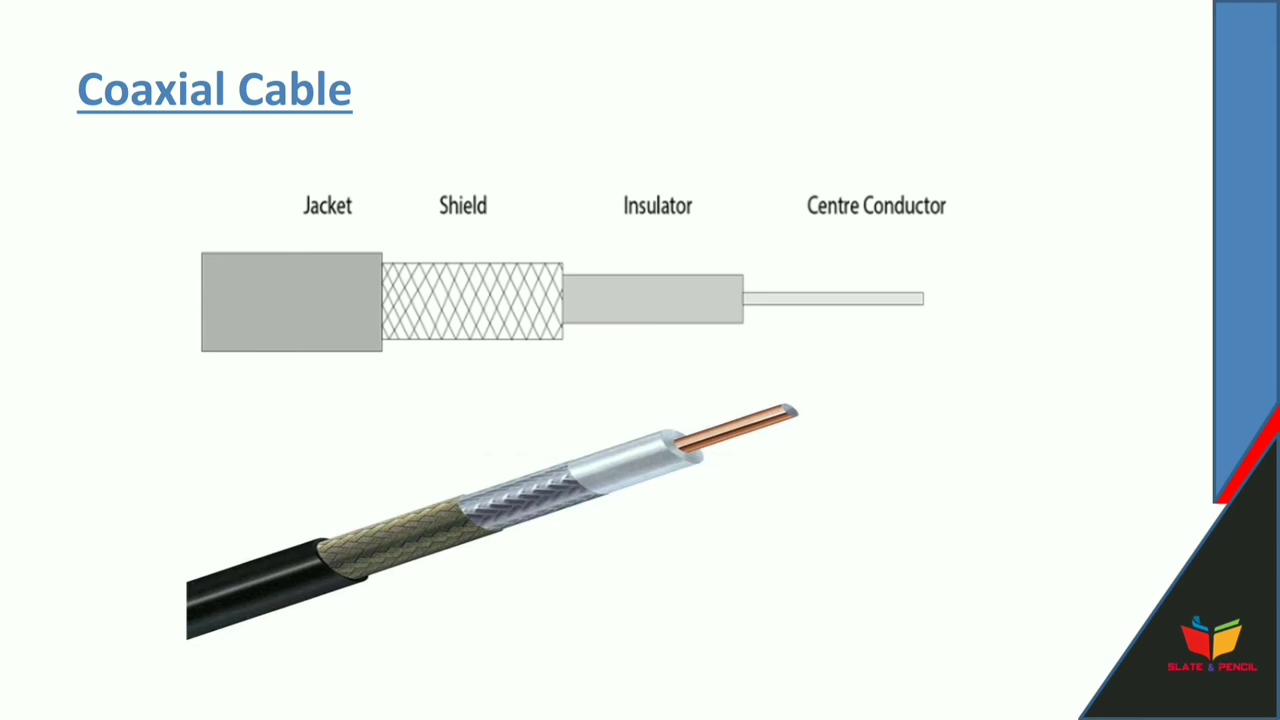 Coaxial Cable
Jacket Shield Insulator Centre Conductor
SLATE & PENCIL